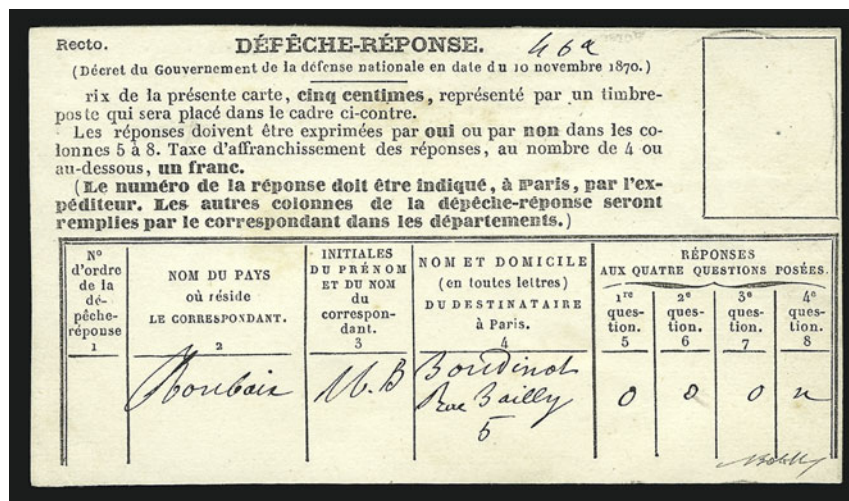 Recto. DÉPÊCHE-RÉPONSE. 46a
(Décret du Gouvernement de la défense nationale en date du 10 novembre 1870.)
rix de la présente carte, cinq centimes, représenté par un timbre-
poste qui sera placé dans le cadre ci-contre.
Les réponses doivent être exprimées par oui ou par non dans les co-
lonnes 5 à 8. Taxe d'affranchissement des réponses, au nombre de 4 ou
au-dessous, un franc.
(Le numéro de la réponse doit être indiqué, à Paris, par l'ex-
péditeur. Les autres colonnes de la dépêche-réponse seront
remplies par le correspondant dans les départements.)
N°
d'ordre
de la
dé-
pêche-
réponse
1
NOM DU PAYS
où réside
LE CORRESPONDANT.
2
INITIALES
DU PRÉNOM
ET DU NOM
du
correspon-
dant.
3
NOM ET DOMICILE
(en toutes lettres)
DU DESTINATAIRE
à Paris.
4
RÉPONSES
AUX QUATRE QUESTIONS POSÉES.
1re
ques-
tion.
5
2e
ques-
tion.
6
3e
ques-
tion.
7
4e
ques-
tion.
8
Roubaix
M. B
Boudinot
Rue Bailly
5
o o o n